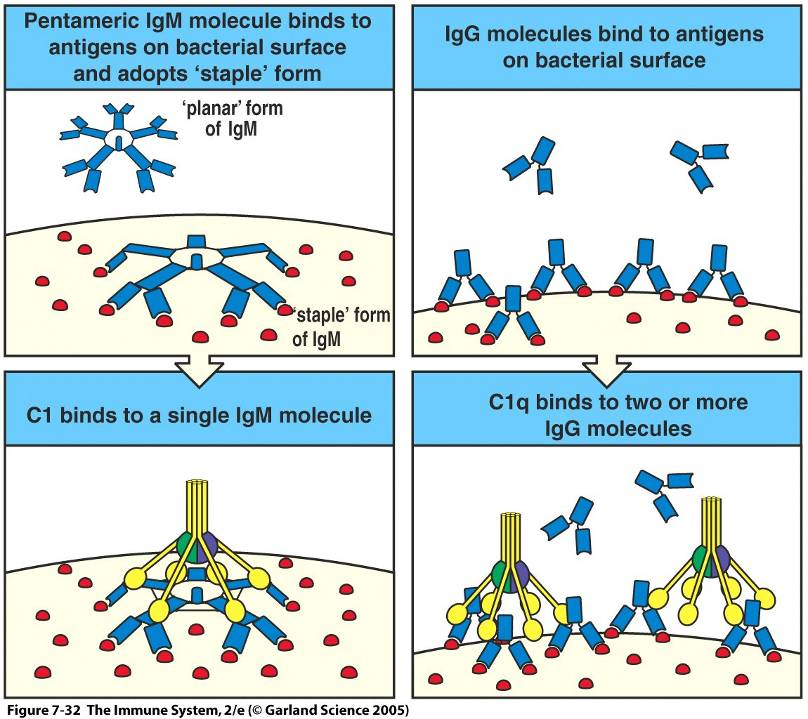 Pentameric IgM molecule binds to
antigens on bacterial surface
and adopts ‘staple’ form
‘planar’ form
of IgM
‘staple’ form
of IgM
IgG molecules bind to antigens
on bacterial surface
C1 binds to a single IgM molecule
C1q binds to two or more
IgG molecules
Figure 7-32 The Immune System, 2/e (© Garland Science 2005)